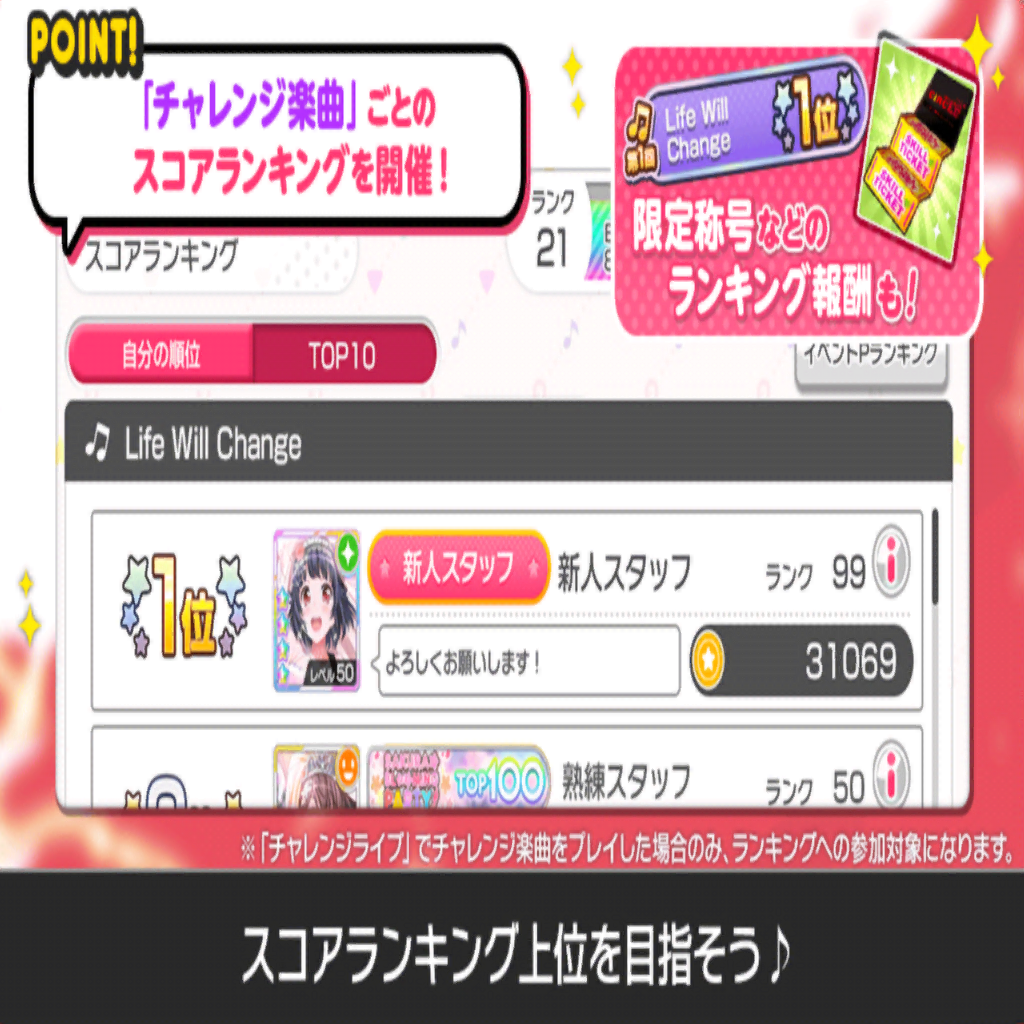 POINT!
「チャレンジ楽曲」ごとの
スコアランキングを開催！
Life Will
Change
第1回
1位
SKILL
TICKET
SKILL
TICKET
限定称号などの
ランキング報酬も!
スコアランキング
ランク
21
自分の順位
TOP10
イベントPランキング
Life Will Change
1位
レベル50
新人スタッフ
新人スタッフ
ランク 99
よろしくお願いします！
31069
TOP100
熟練スタッフ
ランク 50
※「チャレンジライブ」でチャレンジ楽曲をプレイした場合のみ、ランキングへの参加対象になります。
スコアランキング上位を目指そう♪